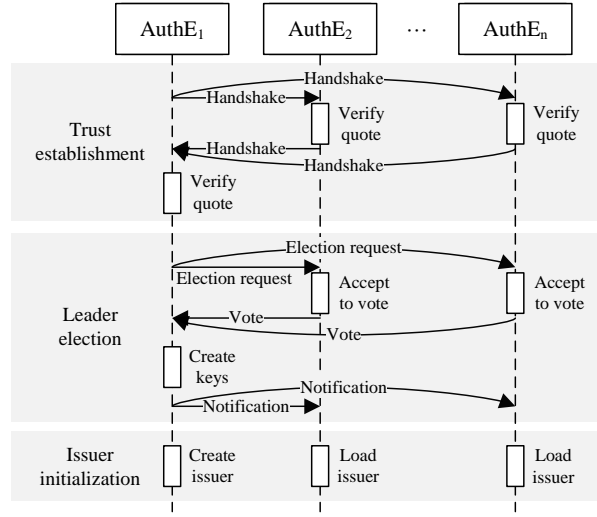 AuthE1 AuthE2 ··· AuthEn
Handshake
Handshake
Trust
establishment
Verify
quote
Verify
quote
Handshake
Handshake
Verify
quote
Election request
Election request
Leader
election
Accept
to vote
Accept
to vote
Vote
Vote
Create
keys
Notification
Notification
Issuer
initialization
Create
issuer
Load
issuer
Load
issuer